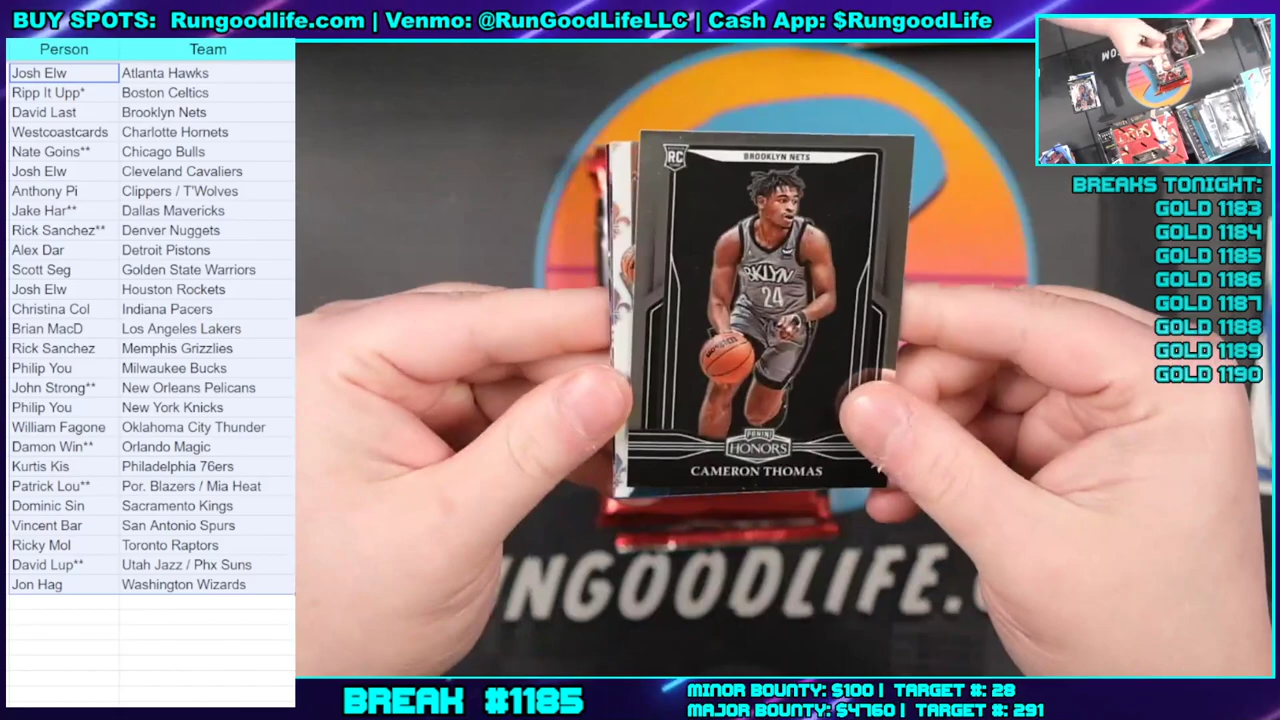 BUY SPOTS: Rungoodlife.com | Venmo: @RunGoodLifeLLC | Cash App: $RungoodLife
Person Team
Josh Elw Atlanta Hawks
Ripp It Upp* Boston Celtics
David Last Brooklyn Nets
Westcoastcards Charlotte Hornets
Nate Goins** Chicago Bulls
Josh Elw Cleveland Cavaliers
Anthony Pi Clippers / T'Wolves
Jake Har** Dallas Mavericks
Rick Sanchez** Denver Nuggets
Alex Dar Detroit Pistons
Scott Seg Golden State Warriors
Josh Elw Houston Rockets
Christina Col Indiana Pacers
Brian MacD Los Angeles Lakers
Rick Sanchez Memphis Grizzlies
Philip You Milwaukee Bucks
John Strong** New Orleans Pelicans
Philip You New York Knicks
William Fagone Oklahoma City Thunder
Damon Win** Orlando Magic
Kurtis Kis Philadelphia 76ers
Patrick Lou** Por. Blazers / Mia Heat
Dominic Sin Sacramento Kings
Vincent Bar San Antonio Spurs
Ricky Mol Toronto Raptors
David Lup** Utah Jazz / Phx Suns
Jon Hag Washington Wizards
RC
BROOKLYN NETS
KLYN
24
PANINI
HONORS
CAMERON THOMAS
NGOODLIFE.
BREAKS TONIGHT:
GOLD 1183
GOLD 1184
GOLD 1185
GOLD 1186
GOLD 1187
GOLD 1188
GOLD 1189
GOLD 1190
BREAK #1185
MINOR BOUNTY: $100 | TARGET #: 28
MAJOR BOUNTY: $4760 | TARGET #: 291